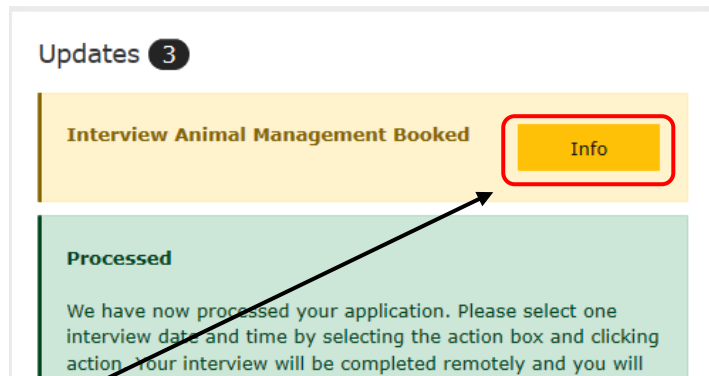 Updates 3
Interview Animal Management Booked
Info
Processed
We have now processed your application. Please select one
interview date and time by selecting the action box and clicking
action. Your interview will be completed remotely and you will